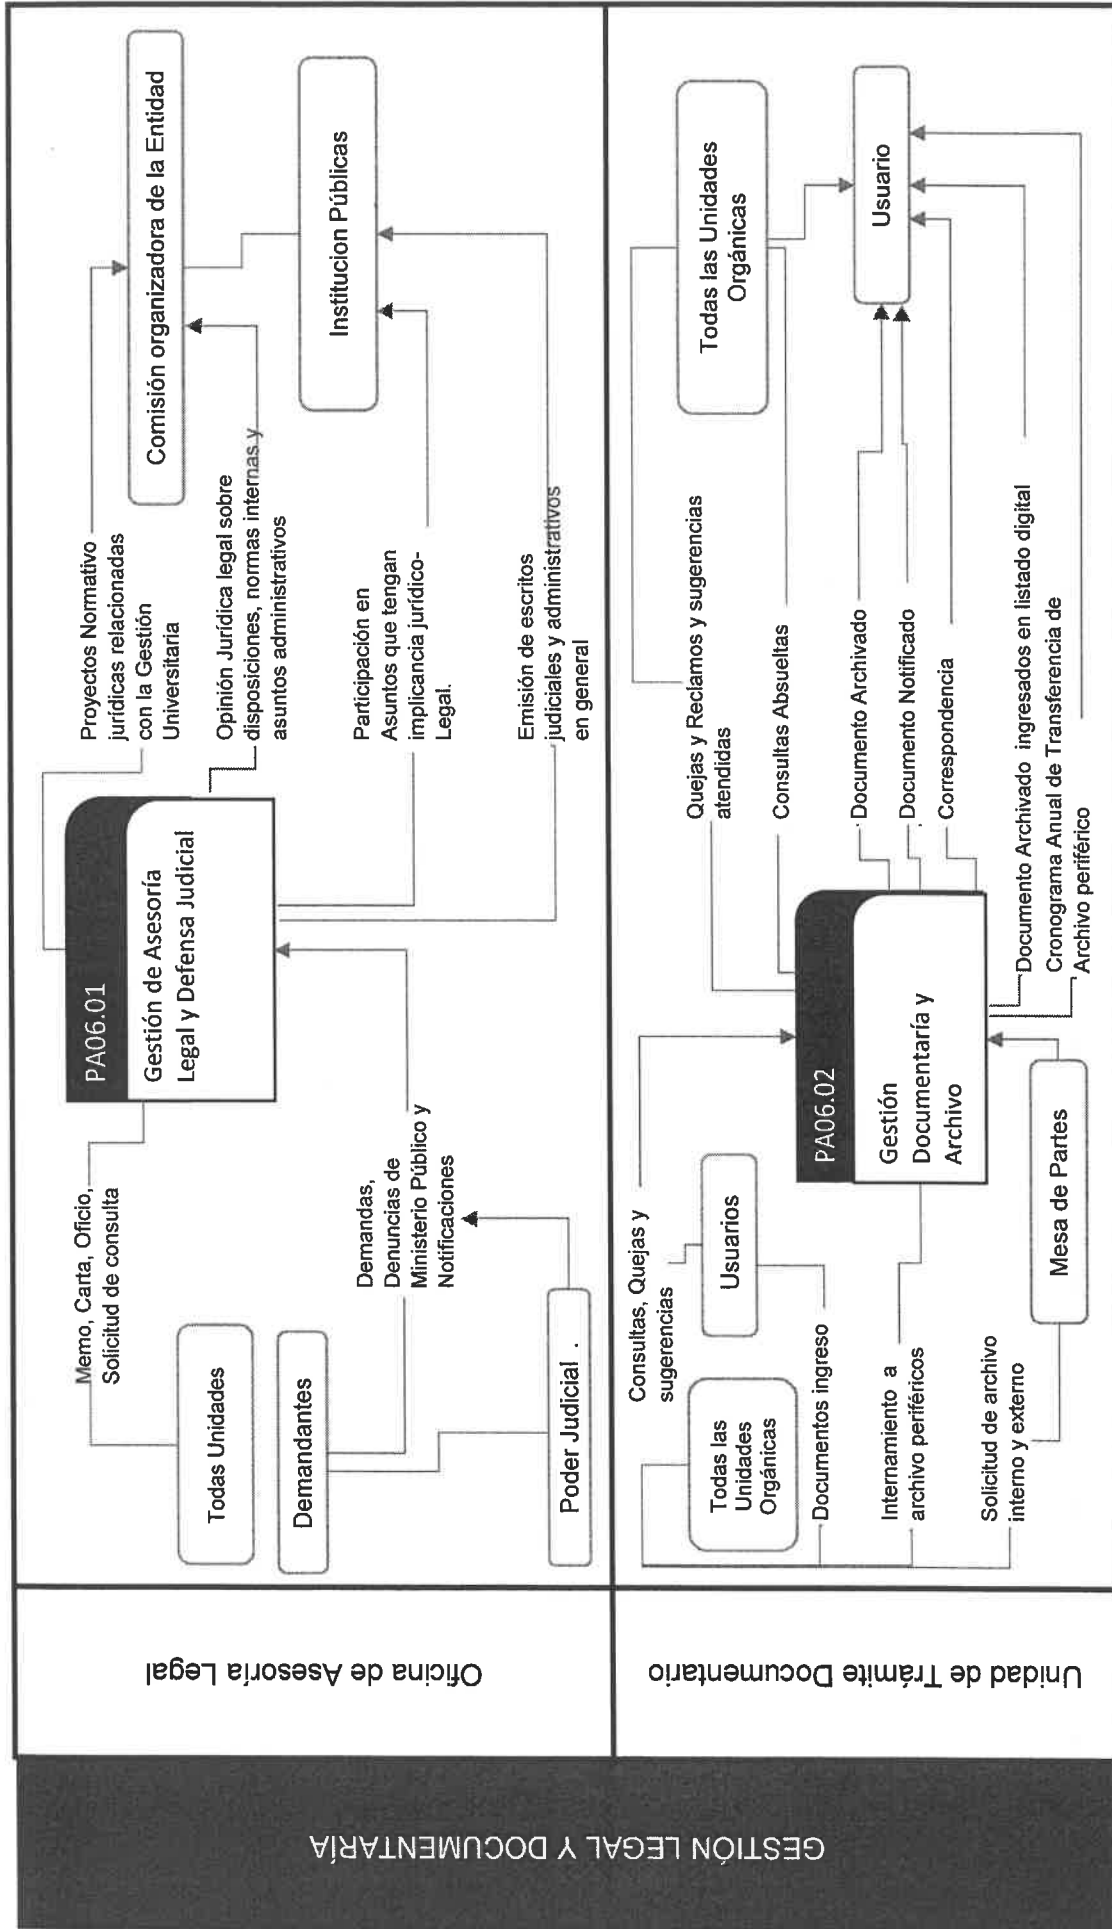 GESTIÓN LEGAL Y DOCUMENTARÍA
Oficina de Asesoría Legal
Todas Unidades
Demandantes
Poder Judicial .
Memo, Carta, Oficio,
Solicitud de consulta
Demandas,
Denuncias de
Ministerio Público y
Notificaciones
PA06.01
Gestión de Asesoría
Legal y Defensa Judicial
Proyectos Normativo
jurídicas relacionadas
con la Gestión
Universitaria
Opinión Jurídica legal sobre
disposiciones, normas internas y
asuntos administrativos
Participación en
Asuntos que tengan
implicancia jurídico-
Legal.
Emisión de escritos
judiciales y administrativos
en general
Comisión organizadora de la Entidad
Institucion Públicas
Unidad de Trámite Documentario
Todas las
Unidades
Orgánicas
Usuarios
Consultas, Quejas y
sugerencias
Documentos ingreso
Internamiento a
archivo periféricos
Solicitud de archivo
interno y externo
Mesa de Partes
PA06.02
Gestión
Documentaría y
Archivo
Quejas y Reclamos y sugerencias
atendidas
Consultas Absueltas
Documento Archivado
Documento Notificado
Correspondencia
Documento Archivado ingresados en listado digital
Cronograma Anual de Transferencia de
Archivo periférico
Todas las Unidades
Orgánicas
Usuario